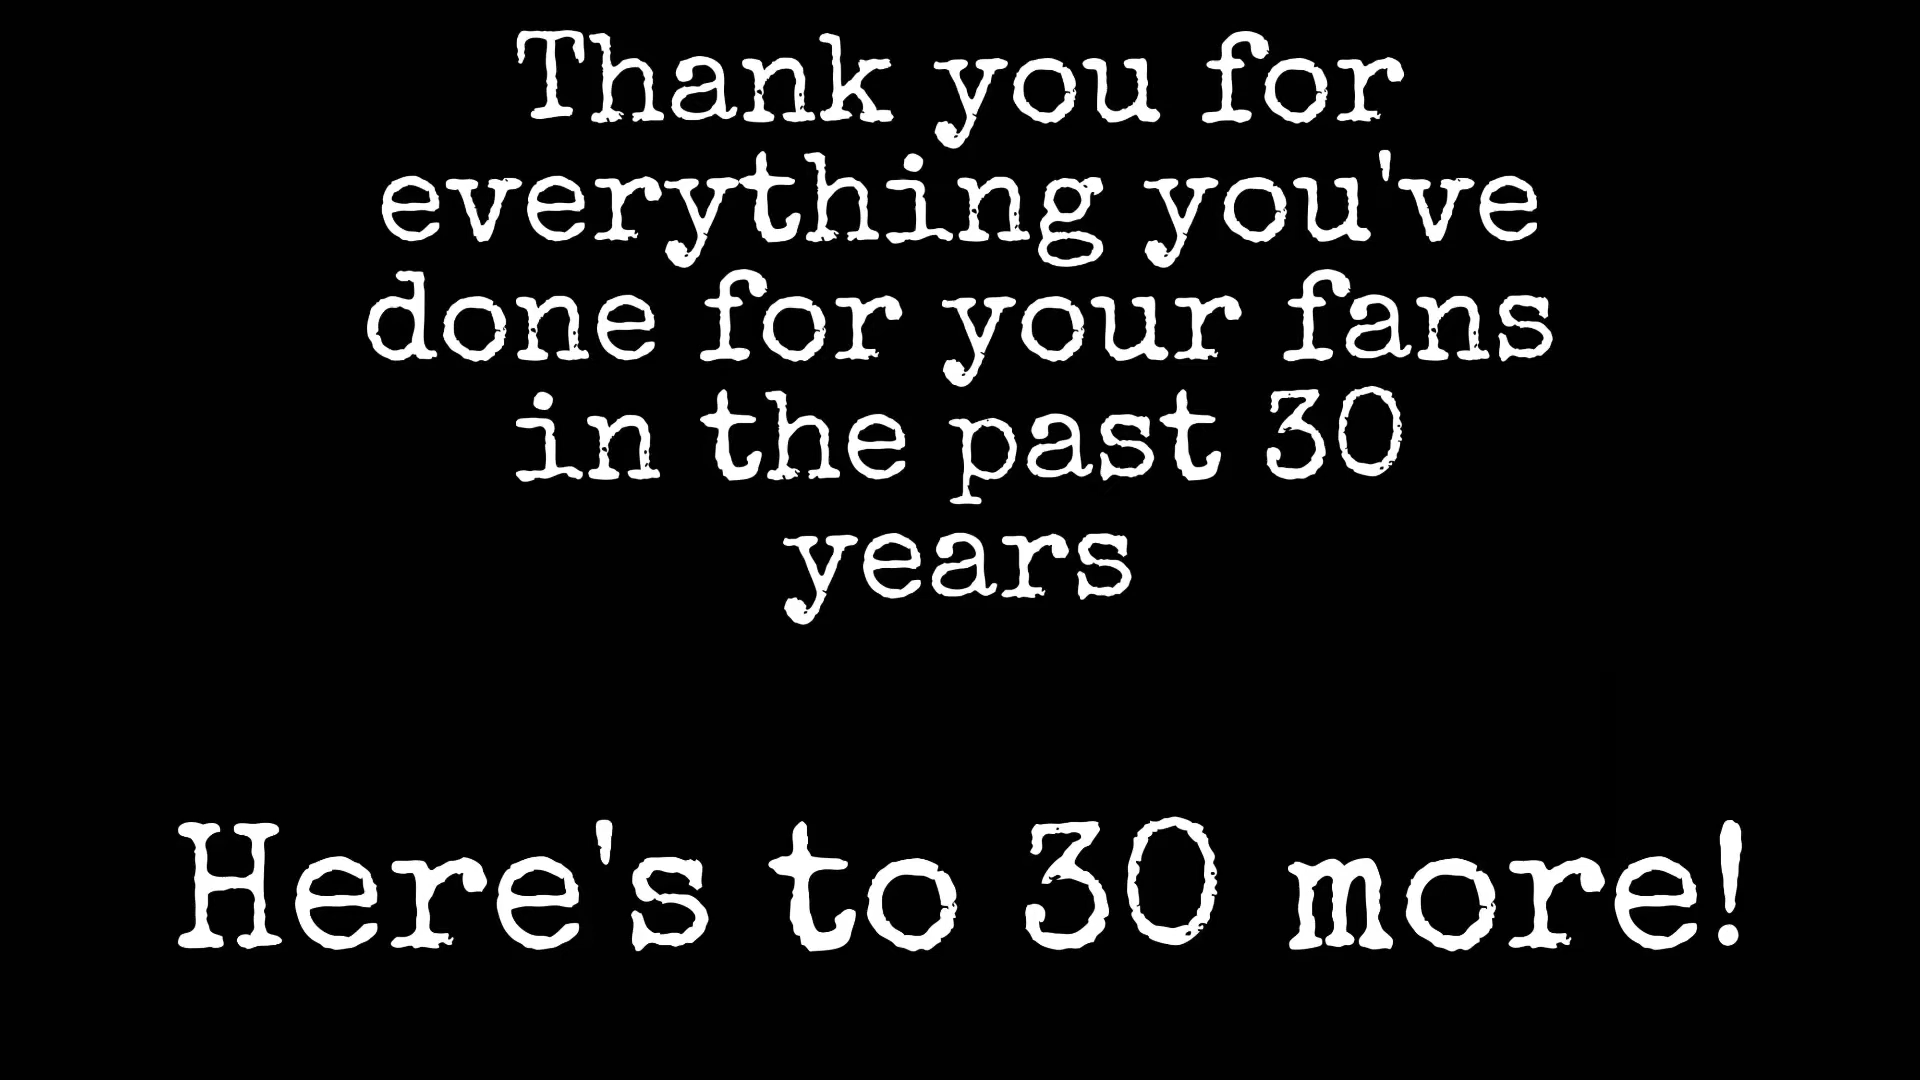 Thank you for
everything you've
done for your fans
in the past 30
years
Here's to 30 more!